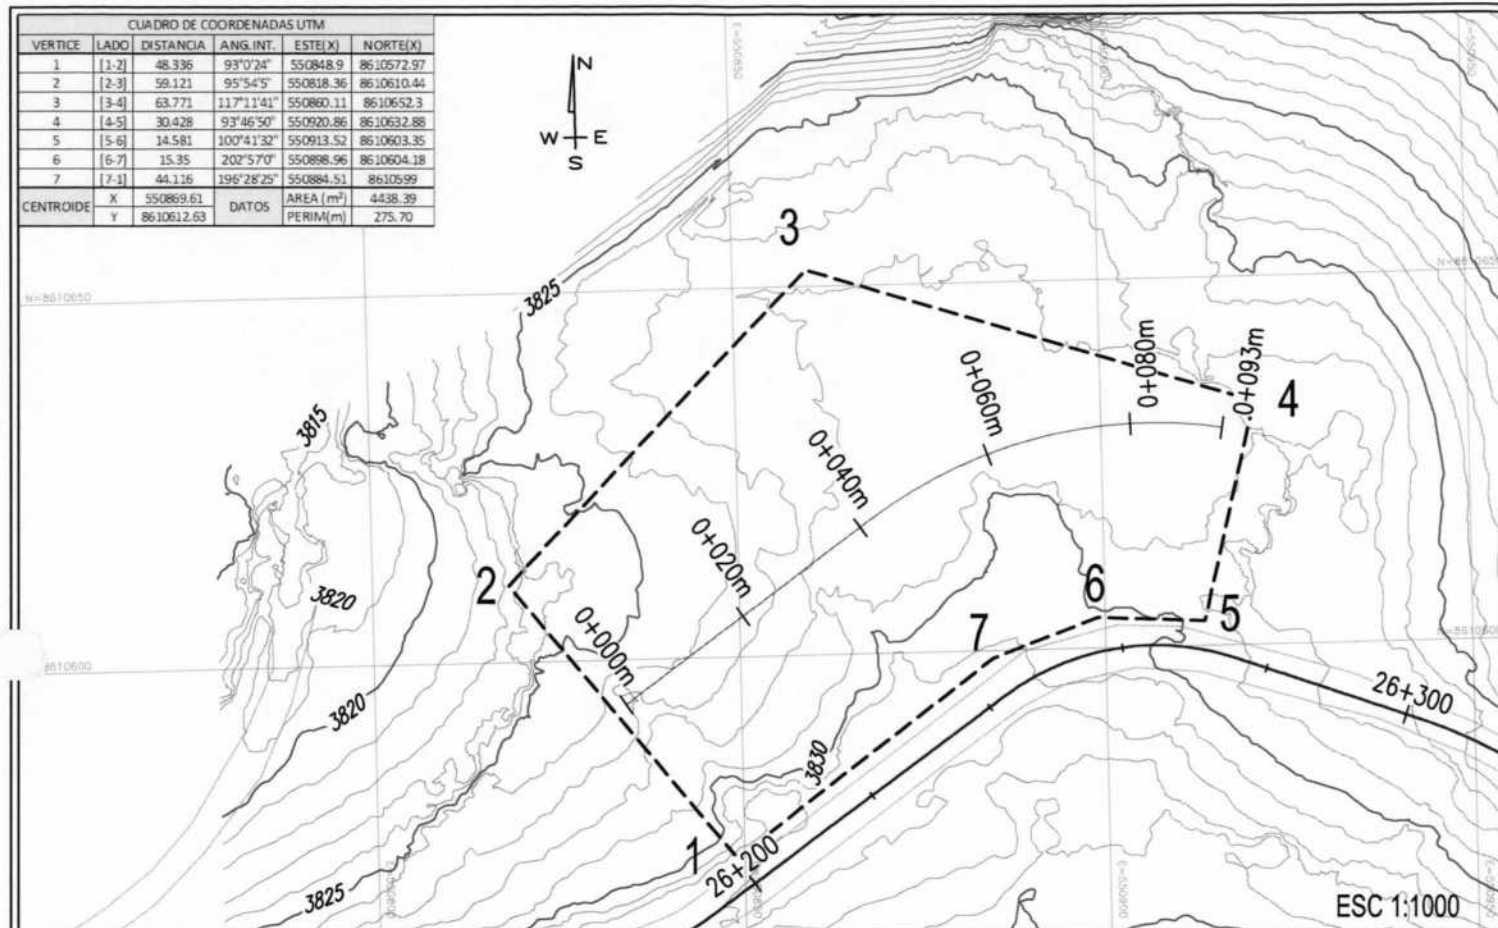 CUADRO DE COORDENADAS UTM
VERTICE LADO DISTANCIA ANG.INT. ESTE(X) NORTE(X)
1 [1-2] 48.336 93°0'24" 550848.9 8610572.97
2 [2-3] 59.121 95°54'5" 550818.36 8610610.44
3 [3-4] 63.771 117°11'41" 550860.11 8610652.3
4 [4-5] 30.428 93°46'50" 550920.86 8610632.88
5 [5-6] 14.581 100°41'32" 550913.52 8610603.35
6 [6-7] 15.35 202°57'0" 550898.96 8610604.18
7 [7-1] 44.116 196°28'25" 550884.51 8610599
CENTROIDE X 550869.61 DATOS AREA (m²) 4438.39
Y 8610612.63 PERIM(m) 275.70
N
W E
S
E=550850
3
N=8610650
3825
0+080m
0+093m
0+060m
4
3815
0+040m
0+020m
2
3820
0+000m
6
5
7
8610600
N=8610600
3820
26+300
3830
1
26+200
3825
ESC 1:1000